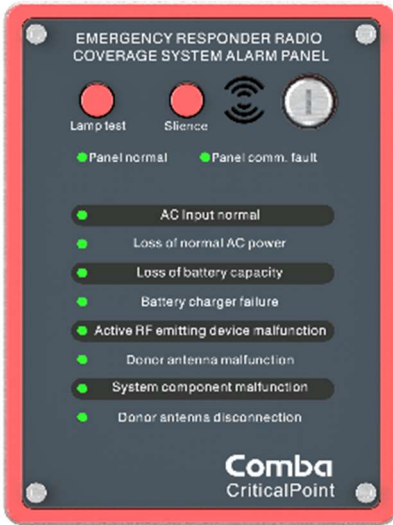 EMERGENCY RESPONDER RADIO
COVERAGE SYSTEM ALARM PANEL
Lamp test
Slience
Panel normal
Panel comm. fault
AC Input normal
Loss of normal AC power
Loss of battery capacity
Battery charger failure
Active RF emitting device malfunction
Donor antenna malfunction
System component malfunction
Donor antenna disconnection
Comba
CriticalPoint